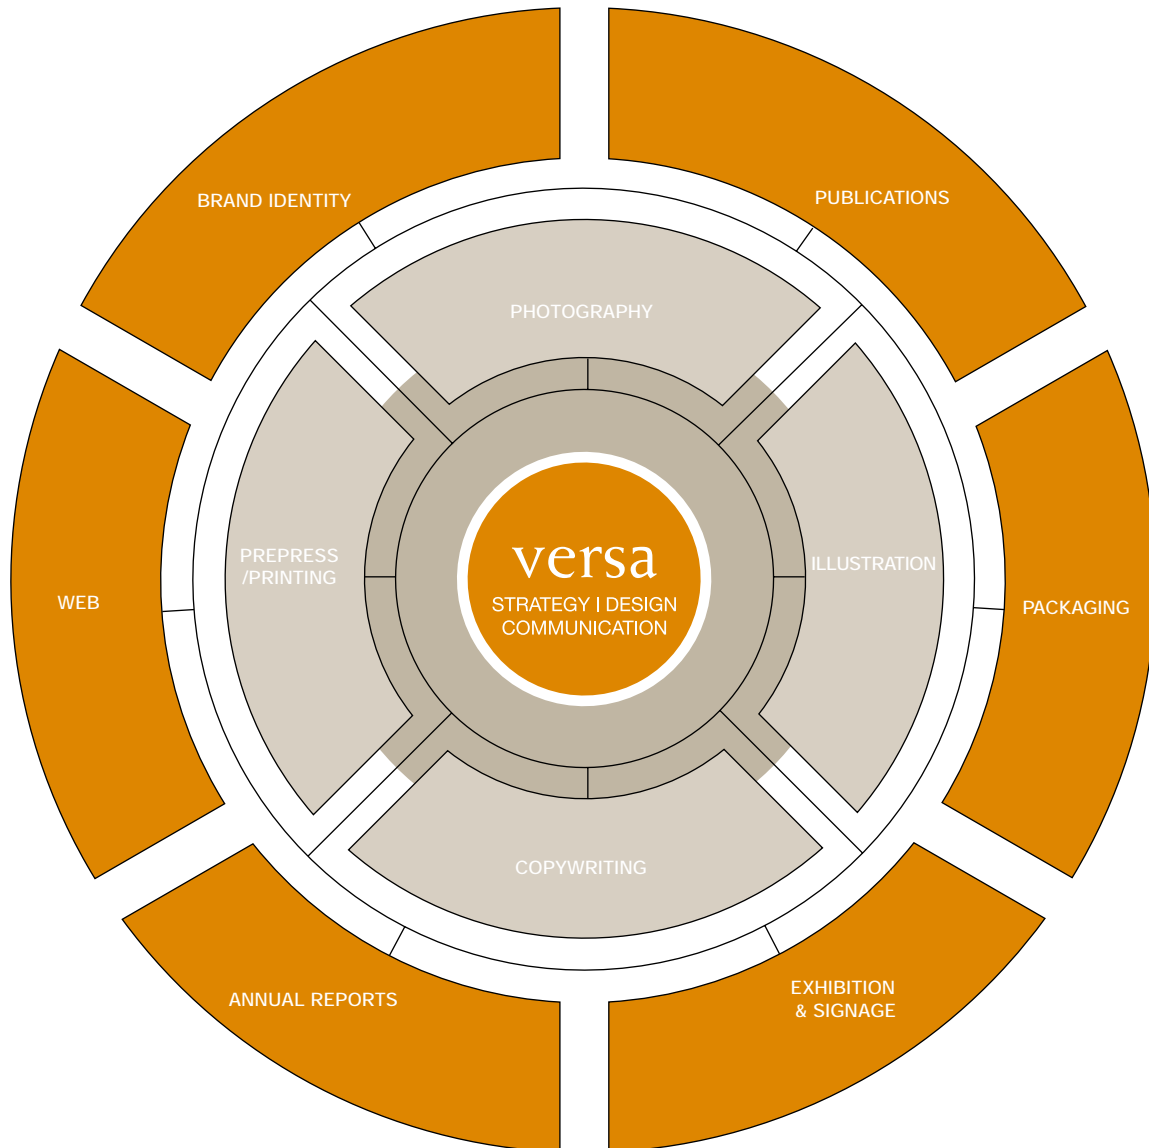 BRAND IDENTITY
PUBLICATIONS
PHOTOGRAPHY
PREPRESS
/PRINTING
versa
STRATEGY I DESIGN
COMMUNICATION
ILLUSTRATION
WEB
PACKAGING
COPYWRITING
ANNUAL REPORTS
EXHIBITION
& SIGNAGE